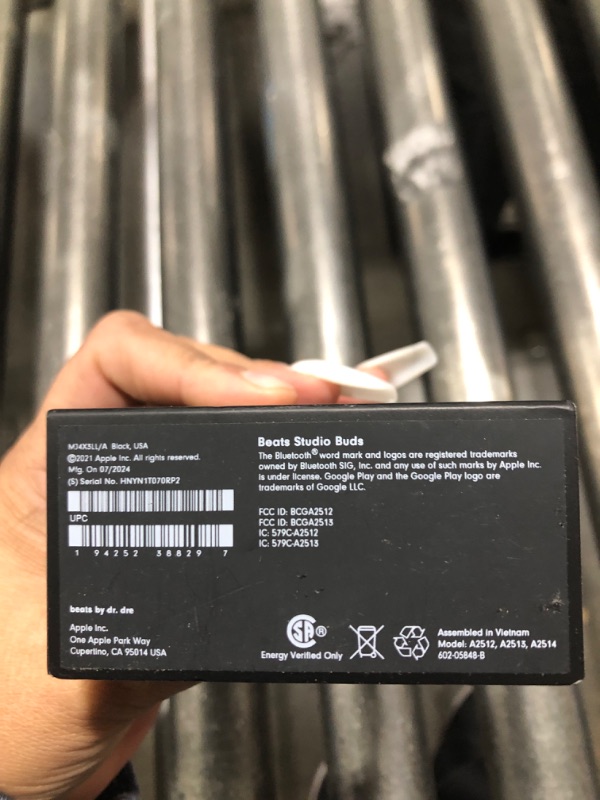 MJ4X3LL/A Black, USA
©2021 Apple Inc. All rights reserved.
Mfg. On 07/2024
(S) Serial No. HNYN1T070RP2
UPC
1 94252 38829 7
beats by dr. dre
Apple Inc.
One Apple Park Way
Cupertino, CA 95014 USA
Beats Studio Buds
The Bluetooth® word mark and logos are registered trademarks
owned by Bluetooth SIG, Inc. and any use of such marks by Apple Inc.
is under license. Google Play and the Google Play logo are
trademarks of Google LLC.
FCC ID: BCGA2512
FCC ID: BCGA2513
IC: 579C-A2512
IC: 579C-A2513
SA®
Energy Verified Only
Assembled in Vietnam
Model: A2512, A2513, A2514
602-05848-B